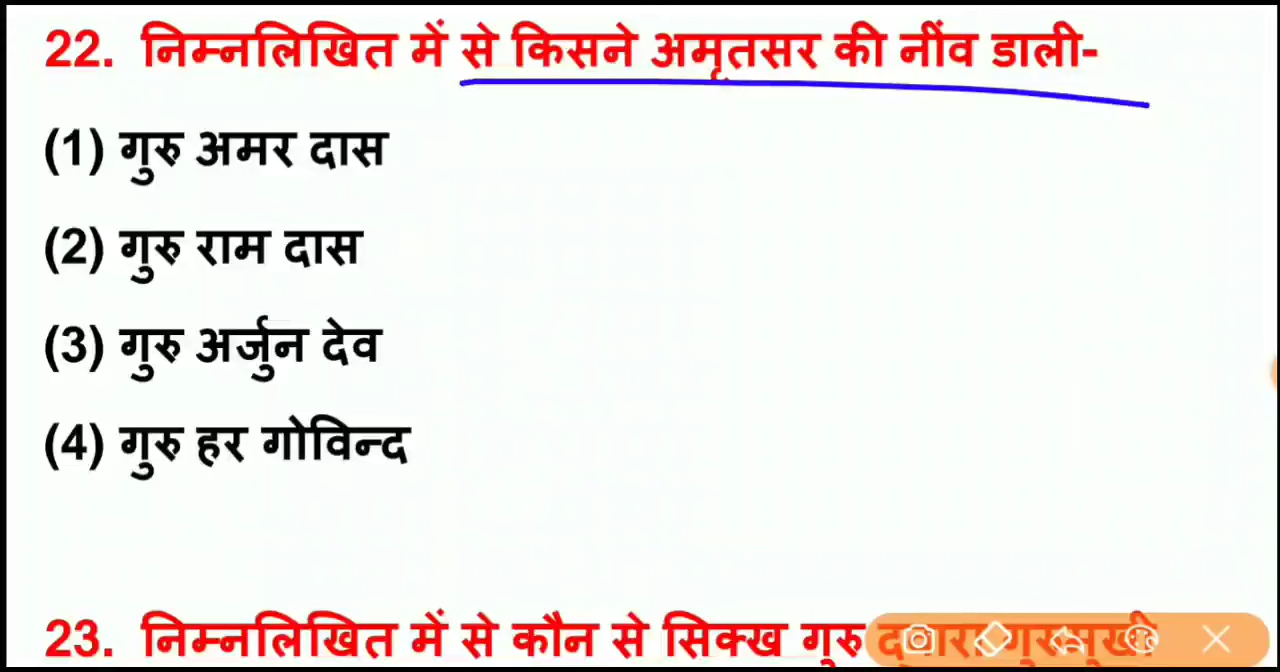 22. निम्नलिखित में से किसने अमृतसर की नींव डाली-
(1) गुरु अमर दास
(2) गुरु राम दास
(3) गुरु अर्जुन देव
(4) गुरु हर गोविन्द
23. निम्नलिखित में से कौन से सिक्ख गुरु